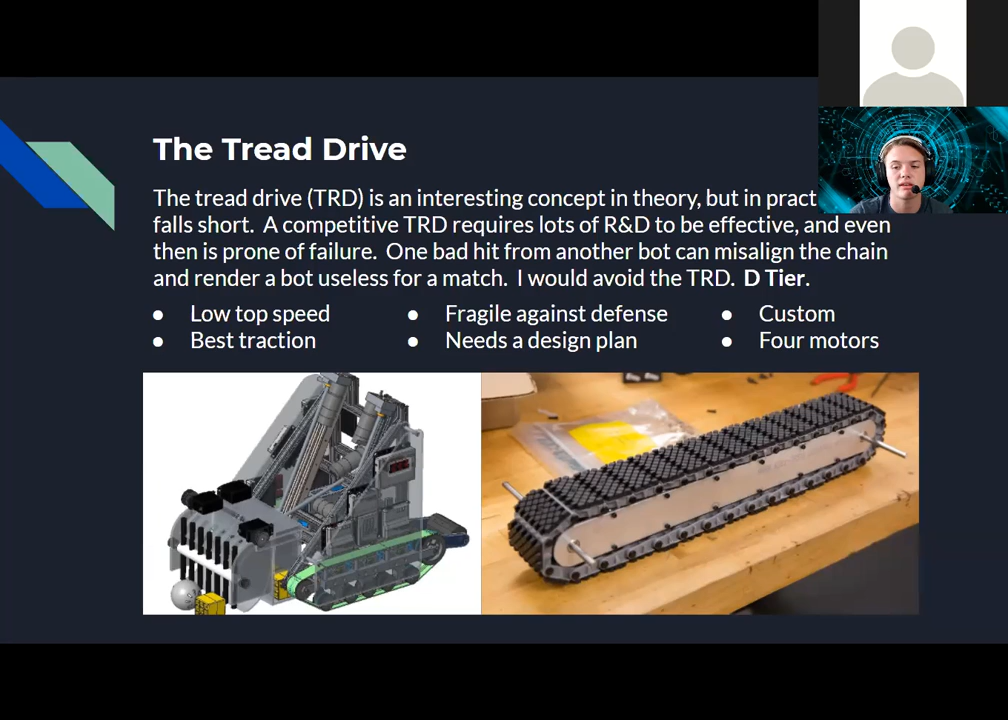 The Tread Drive
The tread drive (TRD) is an interesting concept in theory, but in pract
falls short. A competitive TRD requires lots of R&D to be effective, and even
then is prone of failure. One bad hit from another bot can misalign the chain
and render a bot useless for a match. I would avoid the TRD. D Tier.
● Low top speed
● Best traction
● Fragile against defense
● Needs a design plan
● Custom
● Four motors